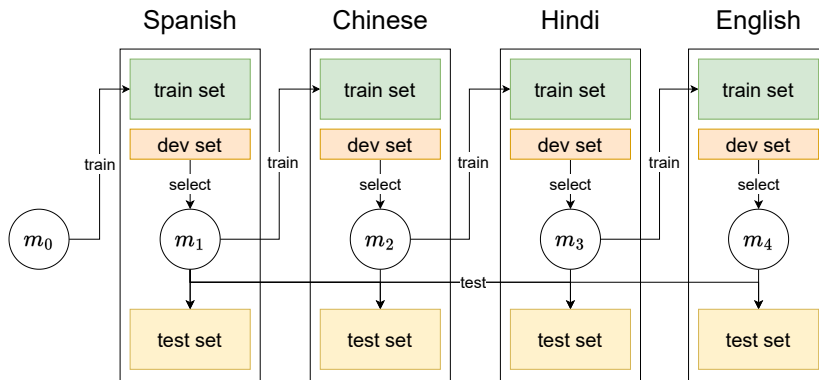 Spanish
Chinese
Hindi
English
train set
train set
train set
train set
dev set
dev set
dev set
dev set
train
train
train
train
select
select
select
select
m₀
m₁
m₂
m₃
m₄
test
test set
test set
test set
test set